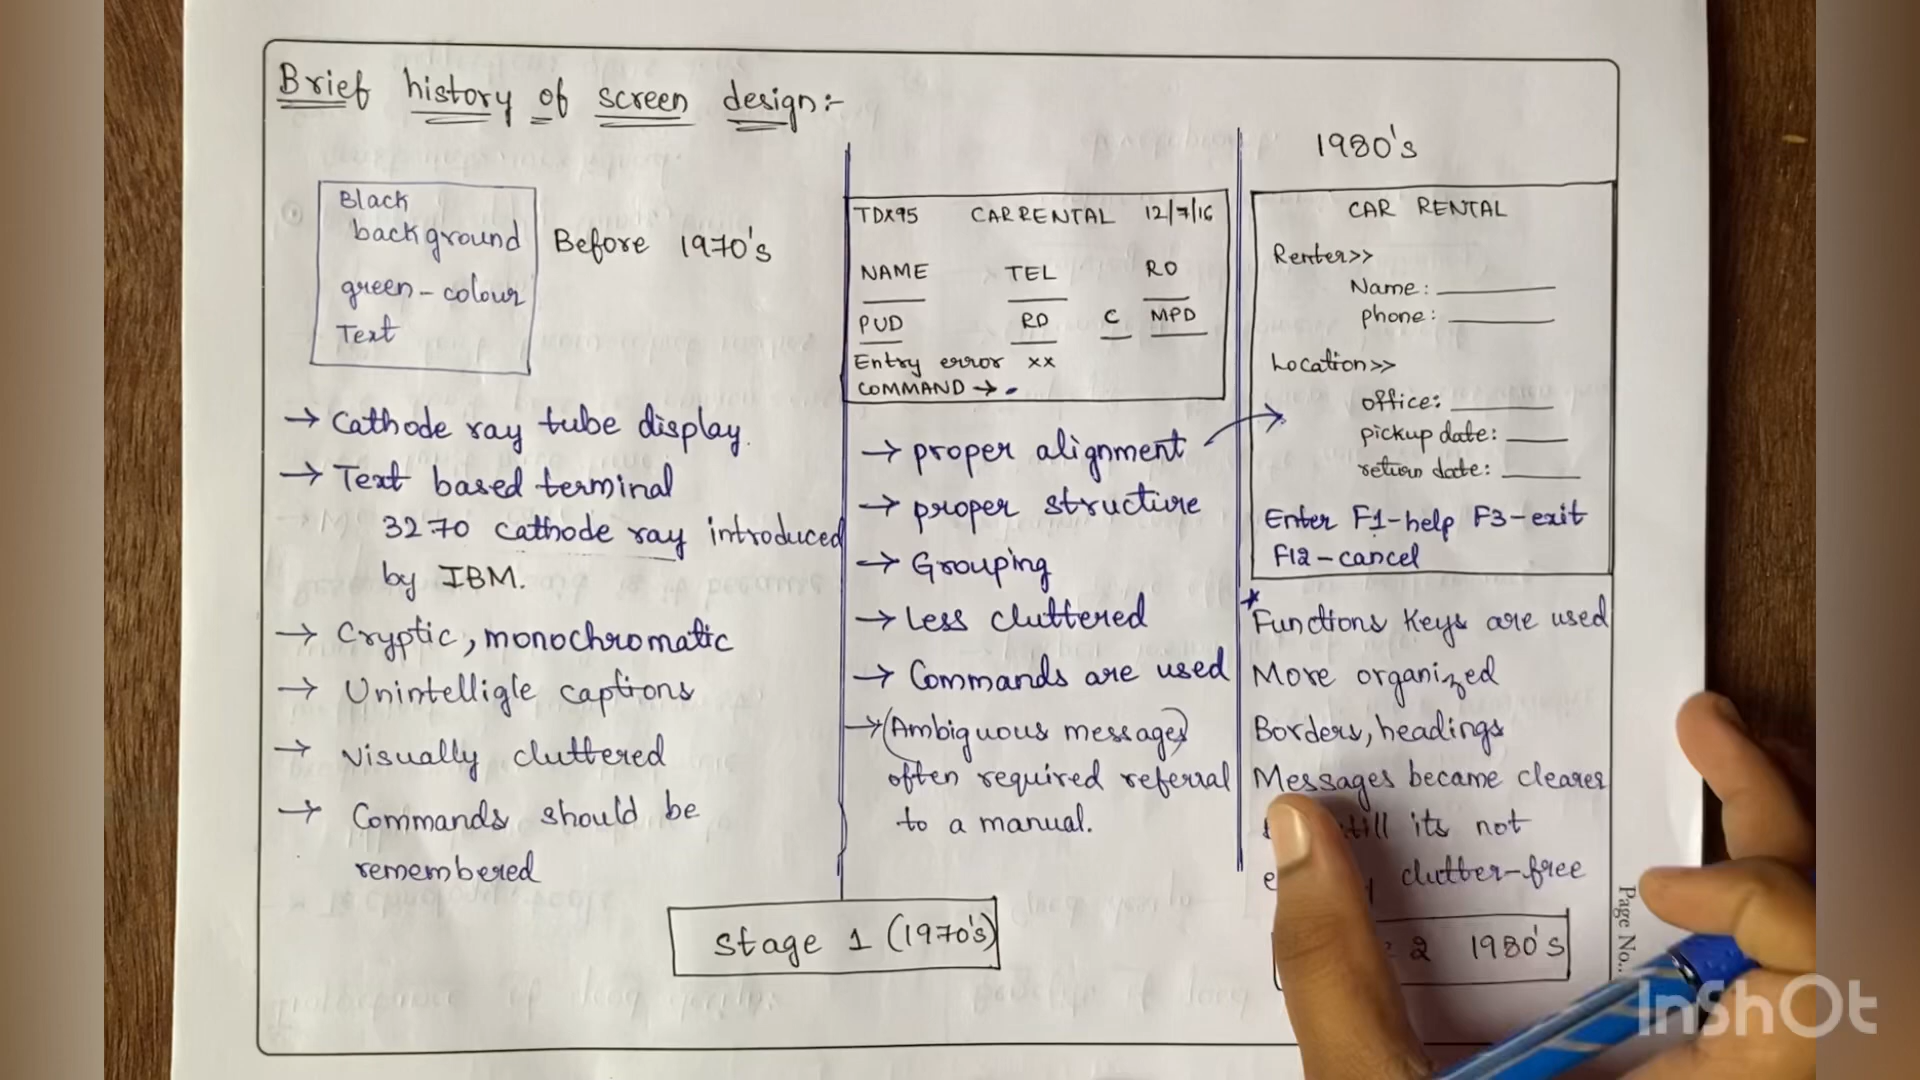 Brief history of screen design:-
Black
background
green-colour
Text
Before 1970's
→ Cathode ray tube display.
→ Text based terminal
3270 cathode ray introduced
by IBM.
→ Cryptic, monochromatic
→ Unintelligle captions
→ Visually cluttered
→ Commands should be
remembered
TDX95 CAR RENTAL 12/7/16
NAME TEL RO
PUD RD C MPD
Entry error xx
COMMAND →
→ proper alignment
→ proper structure
→ Grouping
→ Less cluttered
→ Commands are used
→ (Ambiguous messages)
often required referral
to a manual.
Stage 1 (1970's)
1980's
CAR RENTAL
Renter>>
Name:
phone:
Location>>
office:
pickup date:
return date:
Enter F1-help F3-exit
F12-cancel
* Functions Keys are used
More organized
Borders, headings
Messages became clearer
its not
clutter-free
2 1980's
Page No..
InShOt